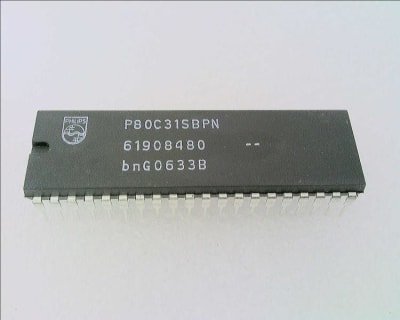 PHILIPS
P80C31SBPN
61908480 --
bnG0633B